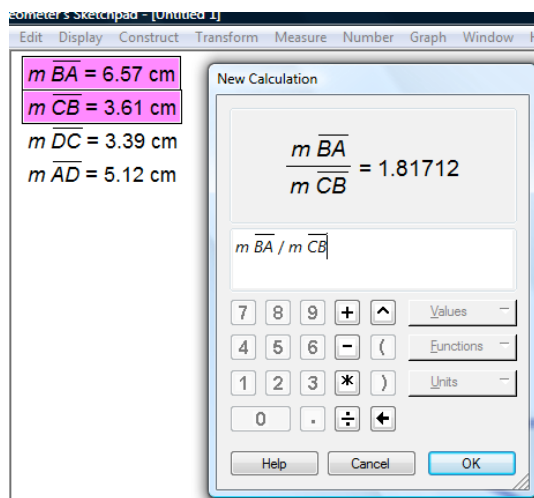 eometer's Sketchpad - [Untitled 1]
Edit Display Construct Transform Measure Number Graph Window
m BA = 6.57 cm
m CB = 3.61 cm
m DC = 3.39 cm
m AD = 5.12 cm
New Calculation
m BA
m CB
= 1.81712
m BA / m CB
7 8 9 + ^ Values
4 5 6 - ( Functions
1 2 3 * ) Units
0 . ÷ ←
Help Cancel OK